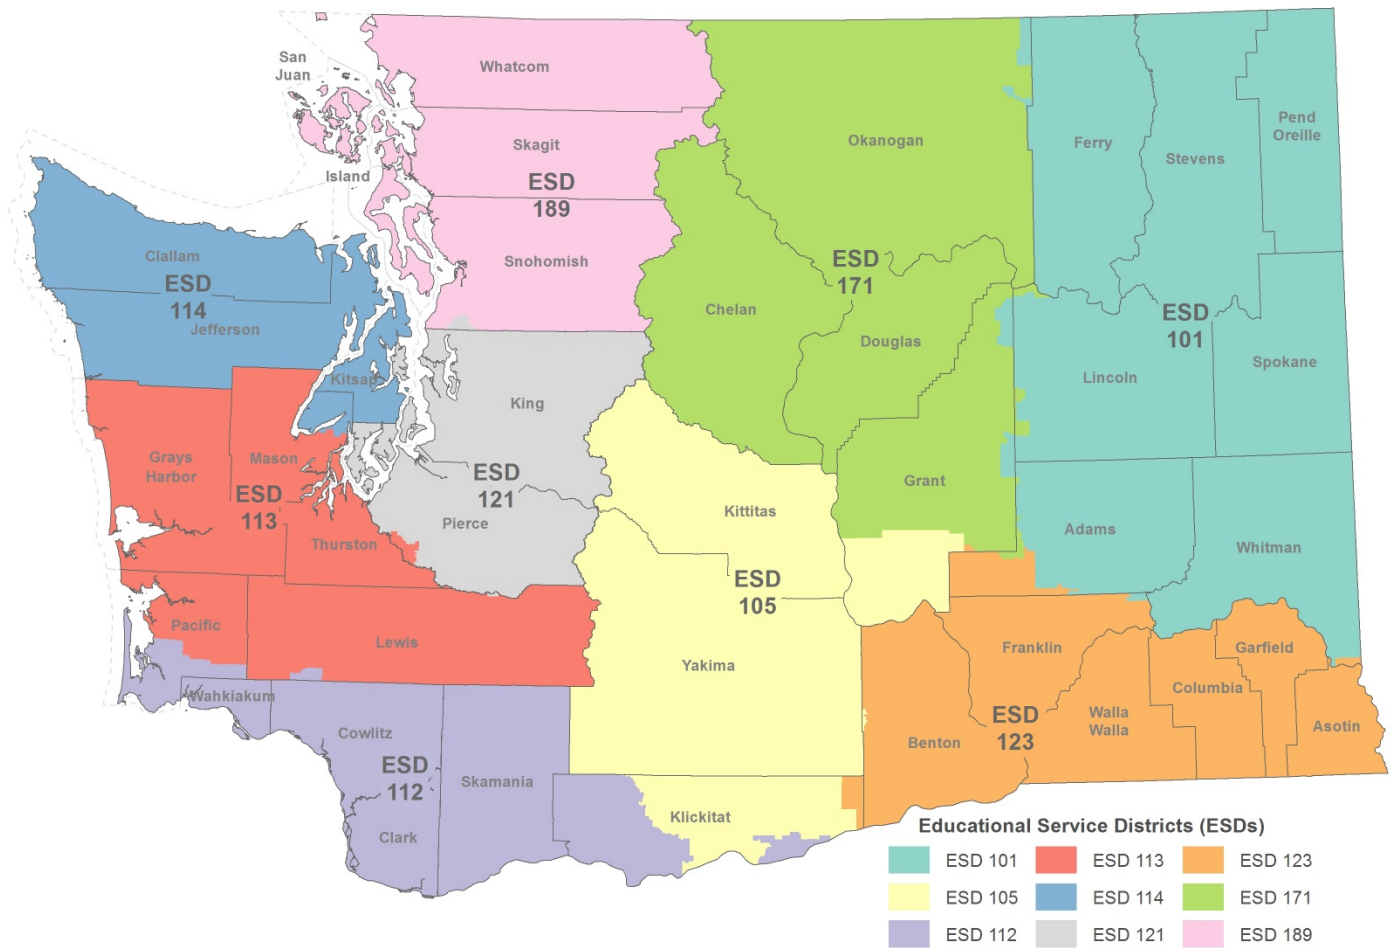 San
Juan
Whatcom
Skagit
Island
ESD
189
Snohomish
Okanogan
Ferry
Stevens
Pend
Oreille
Clallam
ESD
114
Jefferson
Kitsap
Chelan
ESD
171
Douglas
ESD
101
Lincoln
Spokane
King
Grays
Harbor
Mason
ESD
113
Thurston
ESD
121
Pierce
Kittitas
Grant
Adams
Whitman
ESD
105
Pacific
Lewis
Yakima
Franklin
Garfield
Columbia
Walla
Walla
Asotin
ESD
123
Benton
Wahkiakum
Cowlitz
ESD
112
Skamania
Clark
Klickitat
Educational Service Districts (ESDs)
ESD 101
ESD 113
ESD 123
ESD 105
ESD 114
ESD 171
ESD 112
ESD 121
ESD 189